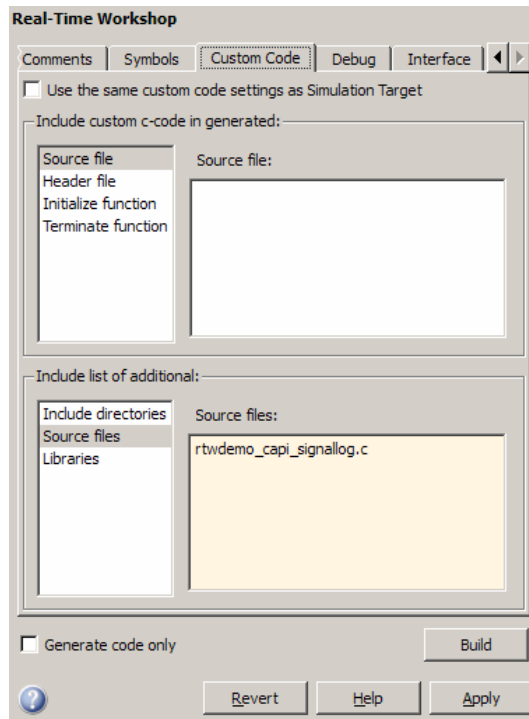 Real-Time Workshop
Comments Symbols Custom Code Debug Interface
Use the same custom code settings as Simulation Target
Include custom c-code in generated:
Source file
Header file
Initialize function
Terminate function
Source file:
Include list of additional:
Include directories
Source files
Libraries
Source files:
rtwdemo_capi_signallog.c
Generate code only
Build
? Revert Help Apply